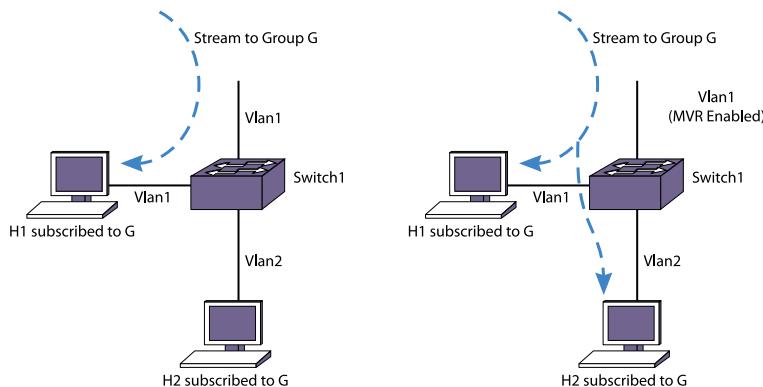 Stream to Group G
Vlan1
Switch1
Vlan1
H1 subscribed to G
Vlan2
H2 subscribed to G
Stream to Group G
Vlan1
(MVR Enabled)
Switch1
Vlan1
H1 subscribed to G
Vlan2
H2 subscribed to G